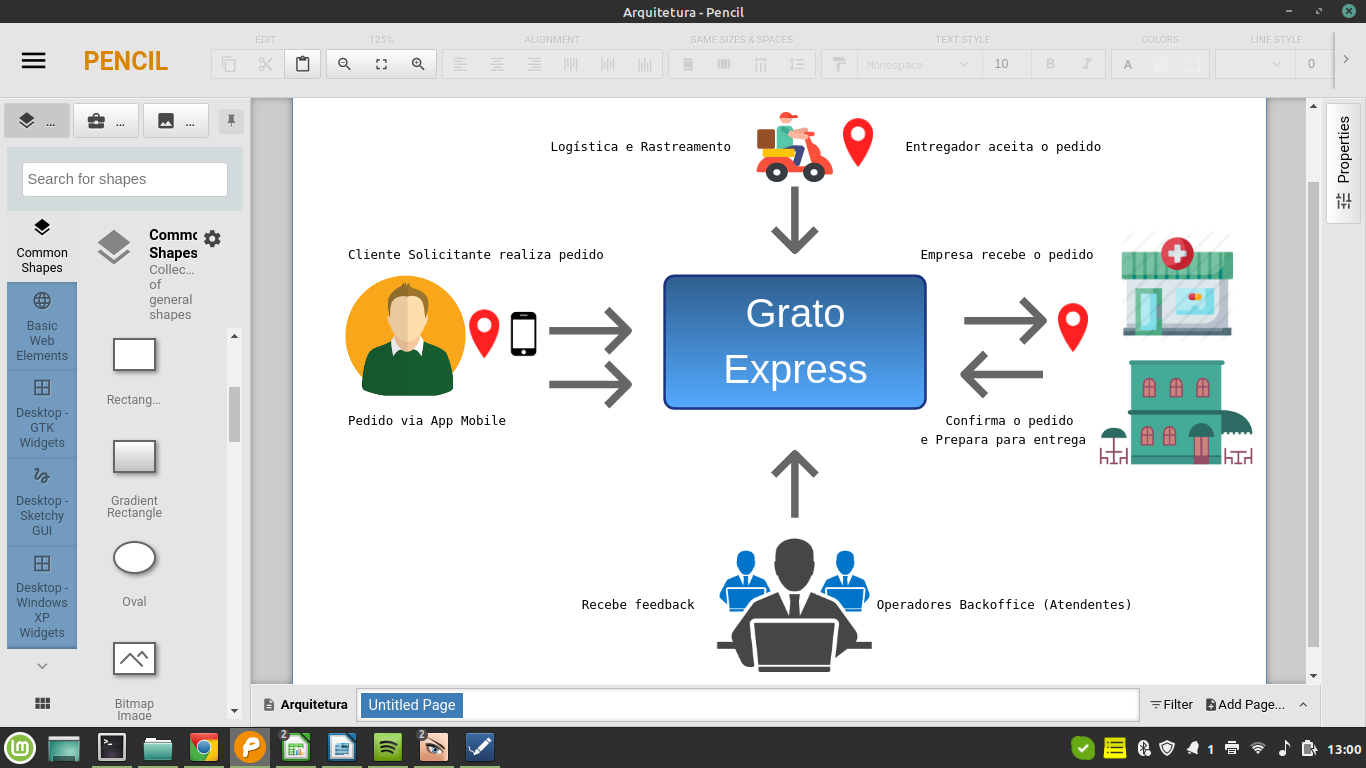 Arquitetura - Pencil
PENCIL
EDIT
125%
ALIGNMENT
SAME SIZES & SPACES
TEXT STYLE
COLORS
LINE STYLE
Monospace
10
B
I
A
0
...
...
...
Search for shapes
Common
Shapes
Basic
Web
Elements
Desktop -
GTK
Widgets
Desktop -
Sketchy
GUI
Desktop -
Windows
XP
Widgets
Commo
Shapes
Collec...
of
general
shapes
Rectang...
Gradient
Rectangle
Oval
Bitmap
Image
Logística e Rastreamento
Entregador aceita o pedido
Cliente Solicitante realiza pedido
Empresa recebe o pedido
Grato
Express
Pedido via App Mobile
Confirma o pedido
e Prepara para entrega
Recebe feedback
Operadores Backoffice (Atendentes)
Properties
Arquitetura
Untitled Page
Filter
Add Page...
2
2
1
13:00